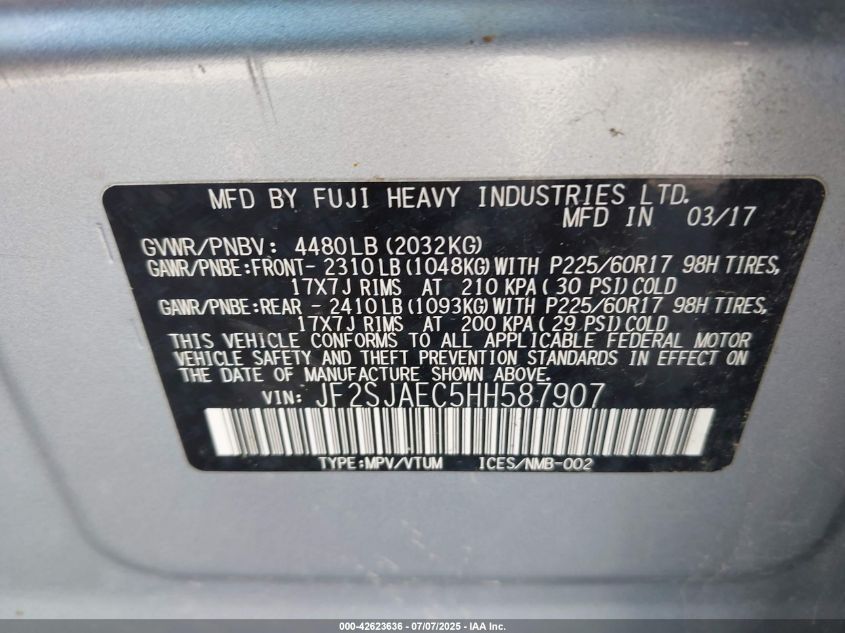 MFD BY FUJI HEAVY INDUSTRIES LTD.
MFD IN 03/17
GVWR/PNBV: 4480LB(2032KG)
GAWR/PNBE:FRONT- 2310LB(1048KG)WITH P225/60R17 98H TIRES,
17X7J RIMS AT 210 KPA(30 PSI)COLD
GAWR/PNBE:REAR - 2410LB(1093KG)WITH P225/60R17 98H TIRES,
17X7J RIMS AT 200 KPA(29 PSI)COLD
THIS VEHICLE CONFORMS TO ALL APPLICABLE FEDERAL MOTOR
VEHICLE SAFETY AND THEFT PREVENTION STANDARDS IN EFFECT ON
THE DATE OF MANUFACTURE SHOWN ABOVE.
VIN: JF2SJAEC5HH587907
TYPE:MPV/VTUM ICES/NMB-002
000-42623636 - 07/07/2025 - IAA Inc.